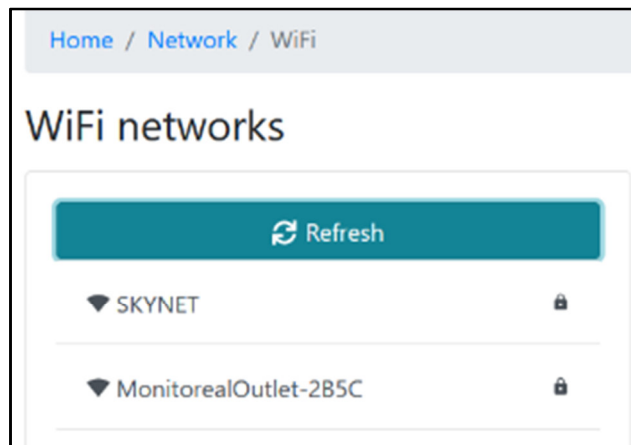 Home / Network / WiFi
WiFi networks
Refresh
SKYNET
MonitorealOutlet-2B5C